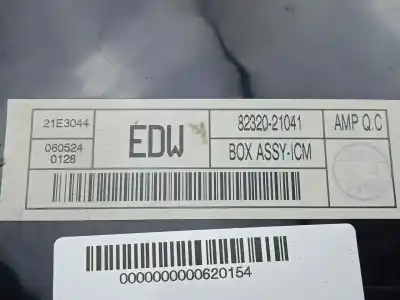 21E3044
EDW
82320-21041
AMP Q.C
060524
0128
BOX ASSY-ICM
0000000000620154